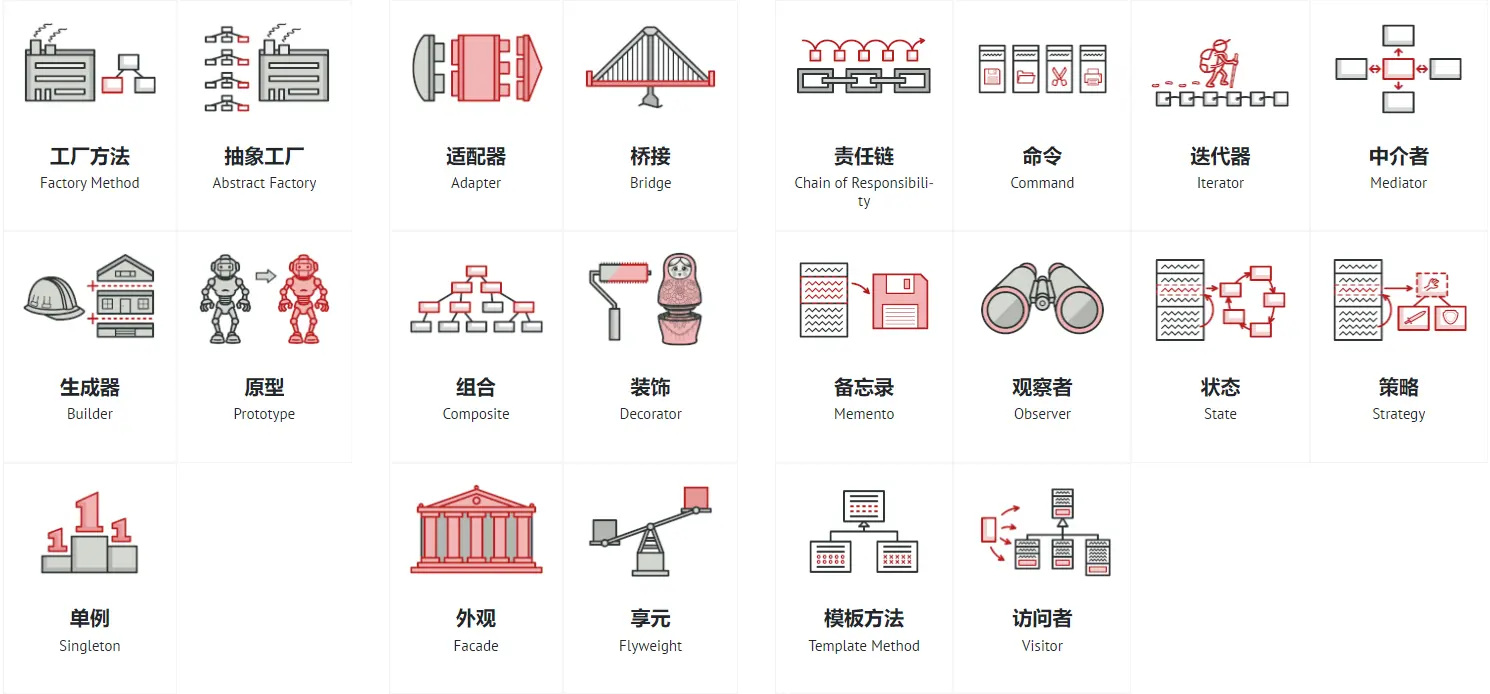 工厂方法
Factory Method
抽象工厂
Abstract Factory
生成器
Builder
原型
Prototype
1
1
1
单例
Singleton
适配器
Adapter
桥接
Bridge
组合
Composite
装饰
Decorator
外观
Facade
享元
Flyweight
责任链
Chain of Responsibili-
ty
命令
Command
迭代器
Iterator
中介者
Mediator
备忘录
Memento
观察者
Observer
状态
State
策略
Strategy
模板方法
Template Method
访问者
Visitor